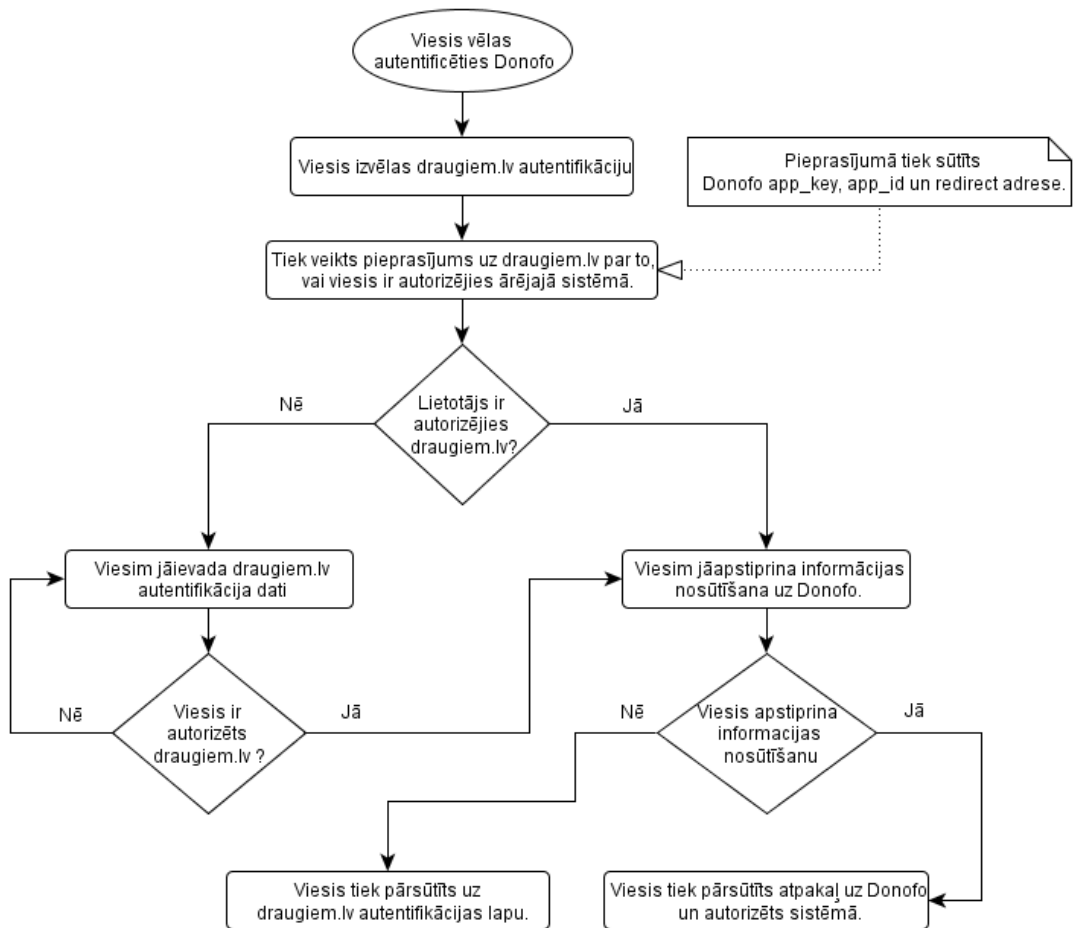 Viesis vēlas
autentificēties Donofo
Viesis izvēlas draugiem.lv autentifikāciju
Pieprasījumā tiek sūtīts
Donofo app_key, app_id un redirect adrese.
Tiek veikts pieprasījums uz draugiem.lv par to,
vai viesis ir autorizējies ārējajā sistēmā.
Nē
Lietotājs ir
autorizējies
draugiem.lv?
Jā
Viesim jāievada draugiem.lv
autentifikācija dati
Viesim jāapstiprina informācijas
nosūtīšana uz Donofo.
Nē
Viesis ir
autorizēts
draugiem.lv ?
Jā
Nē
Viesis apstiprina
informacijas
nosūtīšanu
Jā
Viesis tiek pārsūtīts uz
draugiem.lv autentifikācijas lapu.
Viesis tiek pārsūtīts atpakaļ uz Donofo
un autorizēts sistēmā.